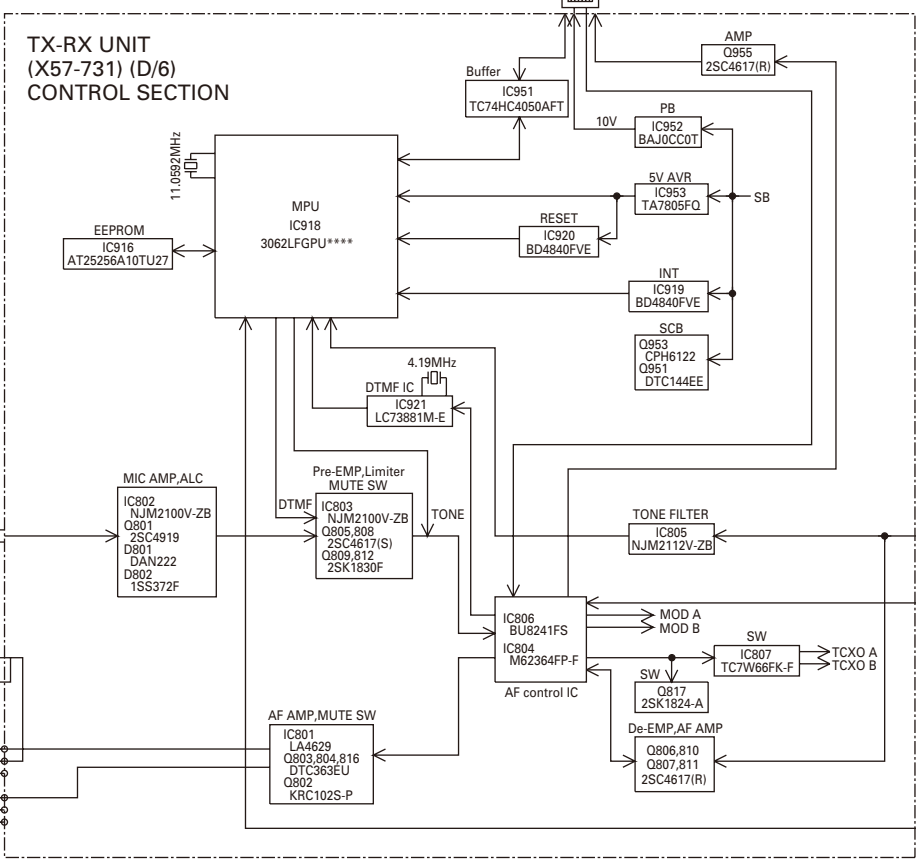 TX-RX UNIT
(X57-731) (D/6)
CONTROL SECTION
AMP
Q955
2SC4617(R)
Buffer
IC951
TC74HC4050AFT
PB
10V
IC952
BAJ0CC0T
11.0592MHz
MPU
IC918
3062LFGPU****
5V AVR
IC953
TA7805FQ
SB
RESET
IC920
BD4840FVE
EEPROM
IC916
AT25256A10TU27
INT
IC919
BD4840FVE
SCB
Q953
CPH6122
Q951
DTC144EE
4.19MHz
DTMF IC
IC921
LC73881M-E
MIC AMP,ALC
IC802
NJM2100V-ZB
Q801
2SC4919
D801
DAN222
D802
1SS372F
Pre-EMP,Limiter
MUTE SW
DTMF
IC803
NJM2100V-ZB
Q805,808
2SC4617(S)
Q809,812
2SK1830F
TONE
TONE FILTER
IC805
NJM2112V-ZB
IC806
BU8241FS
IC804
M62364FP-F
AF control IC
MOD A
MOD B
SW
IC807
TC7W66FK-F
TCXO A
TCXO B
SW
Q817
2SK1824-A
De-EMP,AF AMP
Q806,810
Q807,811
2SC4617(R)
AF AMP,MUTE SW
IC801
LA4629
Q803,804,816
DTC363EU
Q802
KRC102S-P